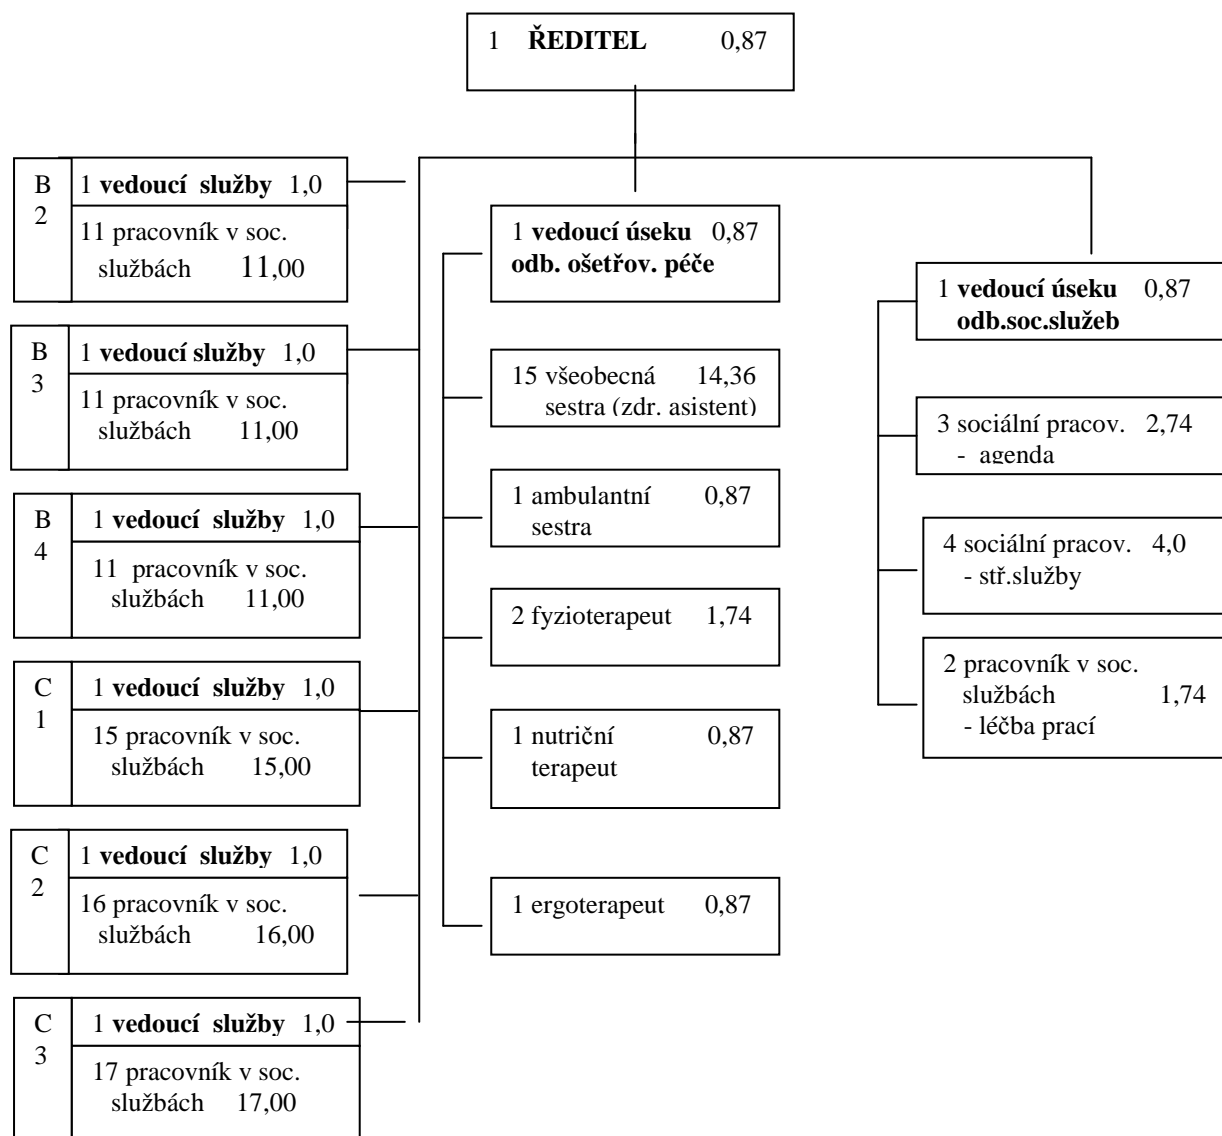 1 ŘEDITEL 0,87
B
2
1 vedoucí služby 1,0
11 pracovník v soc.
službách 11,00
B
3
1 vedoucí služby 1,0
11 pracovník v soc.
službách 11,00
B
4
1 vedoucí služby 1,0
11 pracovník v soc.
službách 11,00
C
1
1 vedoucí služby 1,0
15 pracovník v soc.
službách 15,00
C
2
1 vedoucí služby 1,0
16 pracovník v soc.
službách 16,00
C
3
1 vedoucí služby 1,0
17 pracovník v soc.
službách 17,00
1 vedoucí úseku 0,87
odb. ošetřov. péče
15 všeobecná 14,36
sestra (zdr. asistent)
1 ambulantní 0,87
sestra
2 fyzioterapeut 1,74
1 nutriční 0,87
terapeut
1 ergoterapeut 0,87
1 vedoucí úseku 0,87
odb.soc.služeb
3 sociální pracov. 2,74
- agenda
4 sociální pracov. 4,0
- stř.služby
2 pracovník v soc.
službách 1,74
- léčba prací